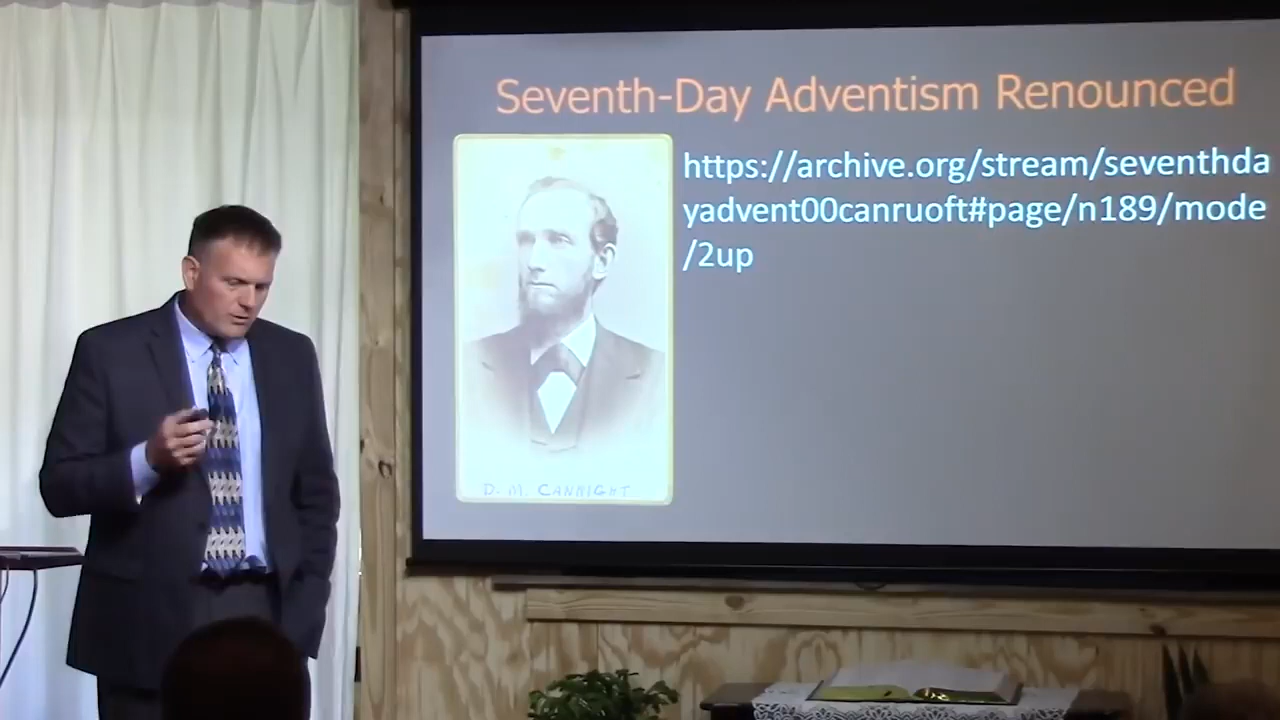 Seventh-Day Adventism Renounced
https://archive.org/stream/seventhda
yadvent00canruoft#page/n189/mode
/2up
D. M. CANRIGHT